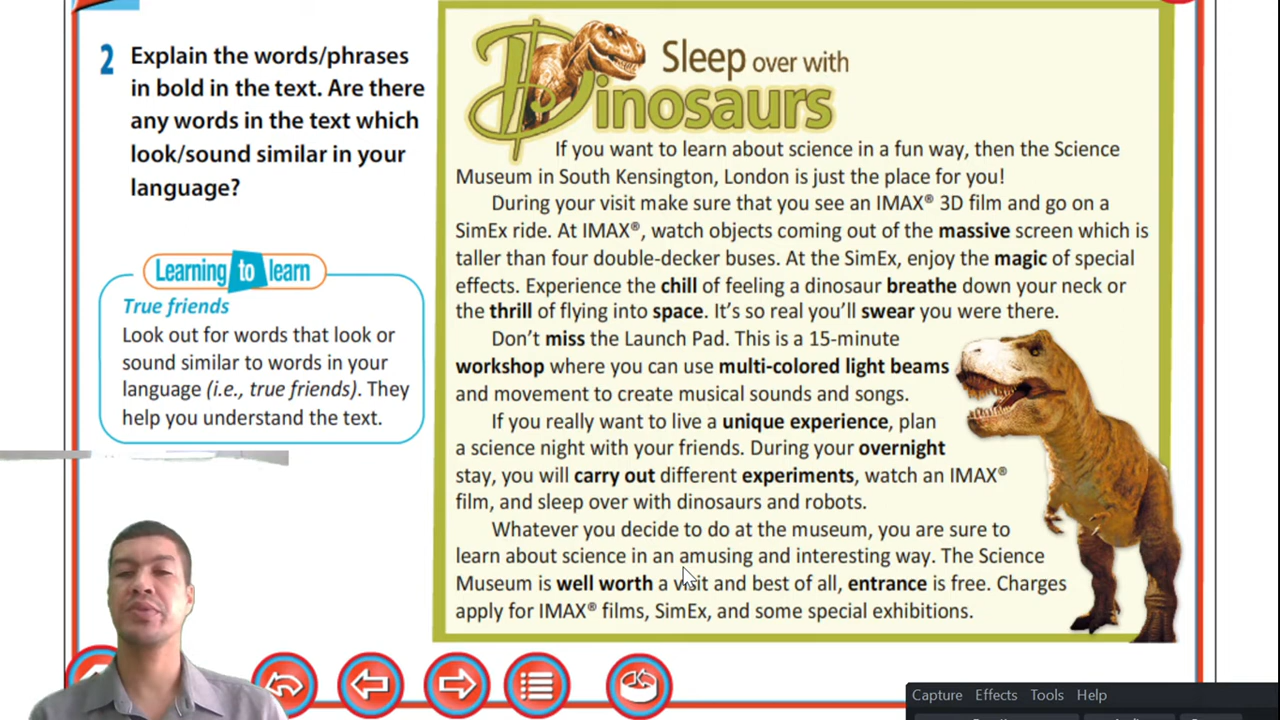 2 Explain the words/phrases
in bold in the text. Are there
any words in the text which
look/sound similar in your
language?
Learning to learn
True friends
Look out for words that look or
sound similar to words in your
language (i.e., true friends). They
help you understand the text.
Sleep over with
Dinosaurs
If you want to learn about science in a fun way, then the Science
Museum in South Kensington, London is just the place for you!
During your visit make sure that you see an IMAX® 3D film and go on a
SimEx ride. At IMAX®, watch objects coming out of the massive screen which is
taller than four double-decker buses. At the SimEx, enjoy the magic of special
effects. Experience the chill of feeling a dinosaur breathe down your neck or
the thrill of flying into space. It's so real you'll swear you were there.
Don't miss the Launch Pad. This is a 15-minute
workshop where you can use multi-colored light beams
and movement to create musical sounds and songs.
If you really want to live a unique experience, plan
a science night with your friends. During your overnight
stay, you will carry out different experiments, watch an IMAX®
film, and sleep over with dinosaurs and robots.
Whatever you decide to do at the museum, you are sure to
learn about science in an amusing and interesting way. The Science
Museum is well worth a visit and best of all, entrance is free. Charges
apply for IMAX® films, SimEx, and some special exhibitions.
Capture Effects Tools Help